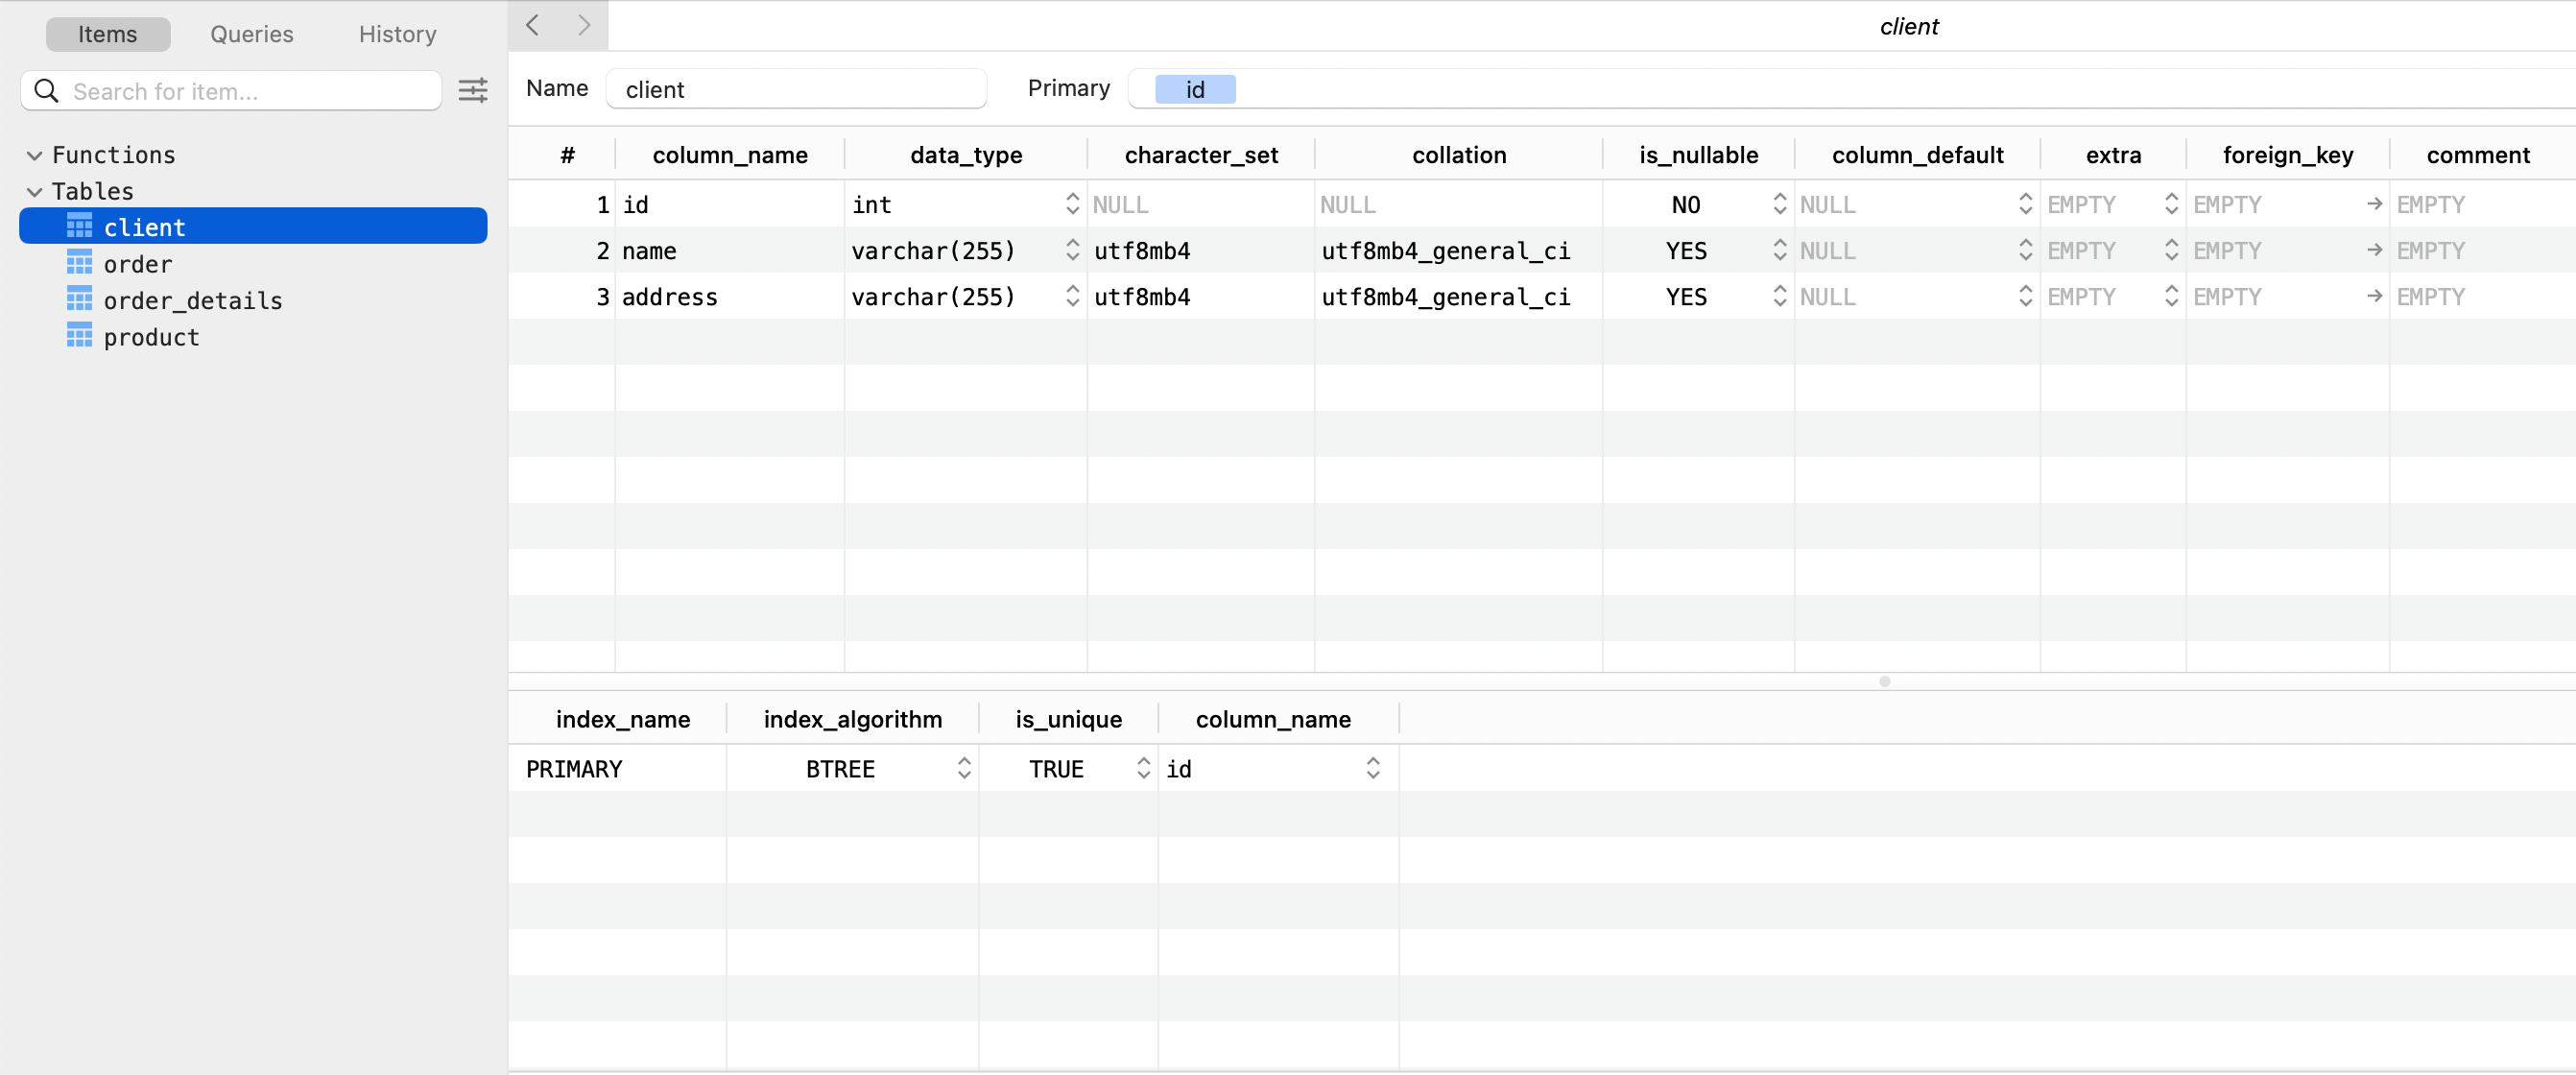 Items Queries History
Search for item...
Functions
Tables
client
order
order_details
product
client
Name client Primary id
# column_name data_type character_set collation is_nullable column_default extra foreign_key comment
1 id int NULL NULL NO NULL EMPTY EMPTY EMPTY
2 name varchar(255) utf8mb4 utf8mb4_general_ci YES NULL EMPTY EMPTY EMPTY
3 address varchar(255) utf8mb4 utf8mb4_general_ci YES NULL EMPTY EMPTY EMPTY
index_name index_algorithm is_unique column_name
PRIMARY BTREE TRUE id